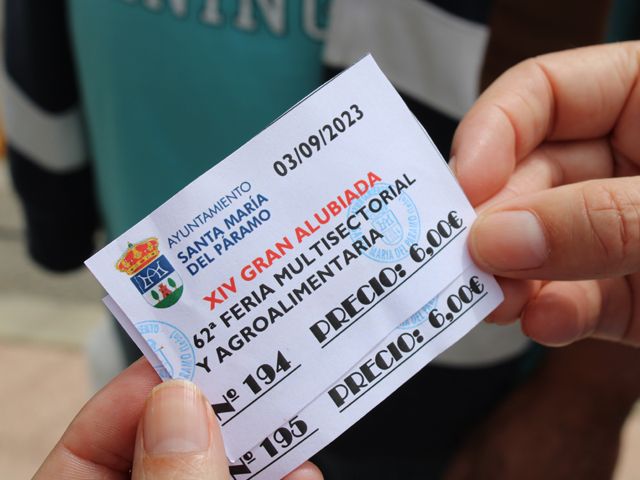 03/09/2023
AYUNTAMIENTO
SANTA MARÍA
DEL PÁRAMO
XIV GRAN ALUBIADA
62ª FERIA MULTISECTORIAL
Y AGROALIMENTARIA
Nº 194 PRECIO: 6,00€
Nº 195 PRECIO: 6,00€